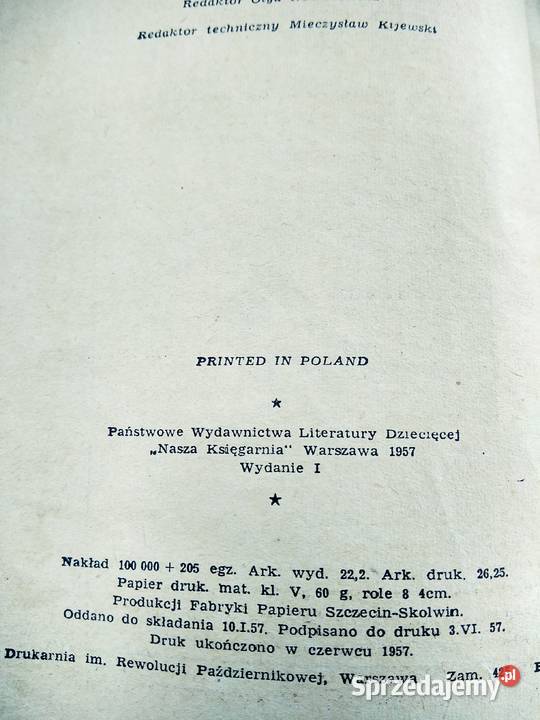 Redaktor Olga
Redaktor techniczny Mieczysław Kijewski
PRINTED IN POLAND
Państwowe Wydawnictwa Literatury Dziecięcej
„Nasza Księgarnia" Warszawa 1957
Wydanie I
Nakład 100 000 + 205 egz. Ark. wyd. 22,2. Ark. druk. 26,25.
Papier druk. mat. kl. V, 60 g, role 8 4cm.
Produkcji Fabryki Papieru Szczecin-Skolwin.
Oddano do składania 10.I.57. Podpisano do druku 3.VI. 57.
Druk ukończono w czerwcu 1957.
Drukarnia im. Rewolucji Październikowej, Warszawa. Zam.
Sprzedajemy.pl